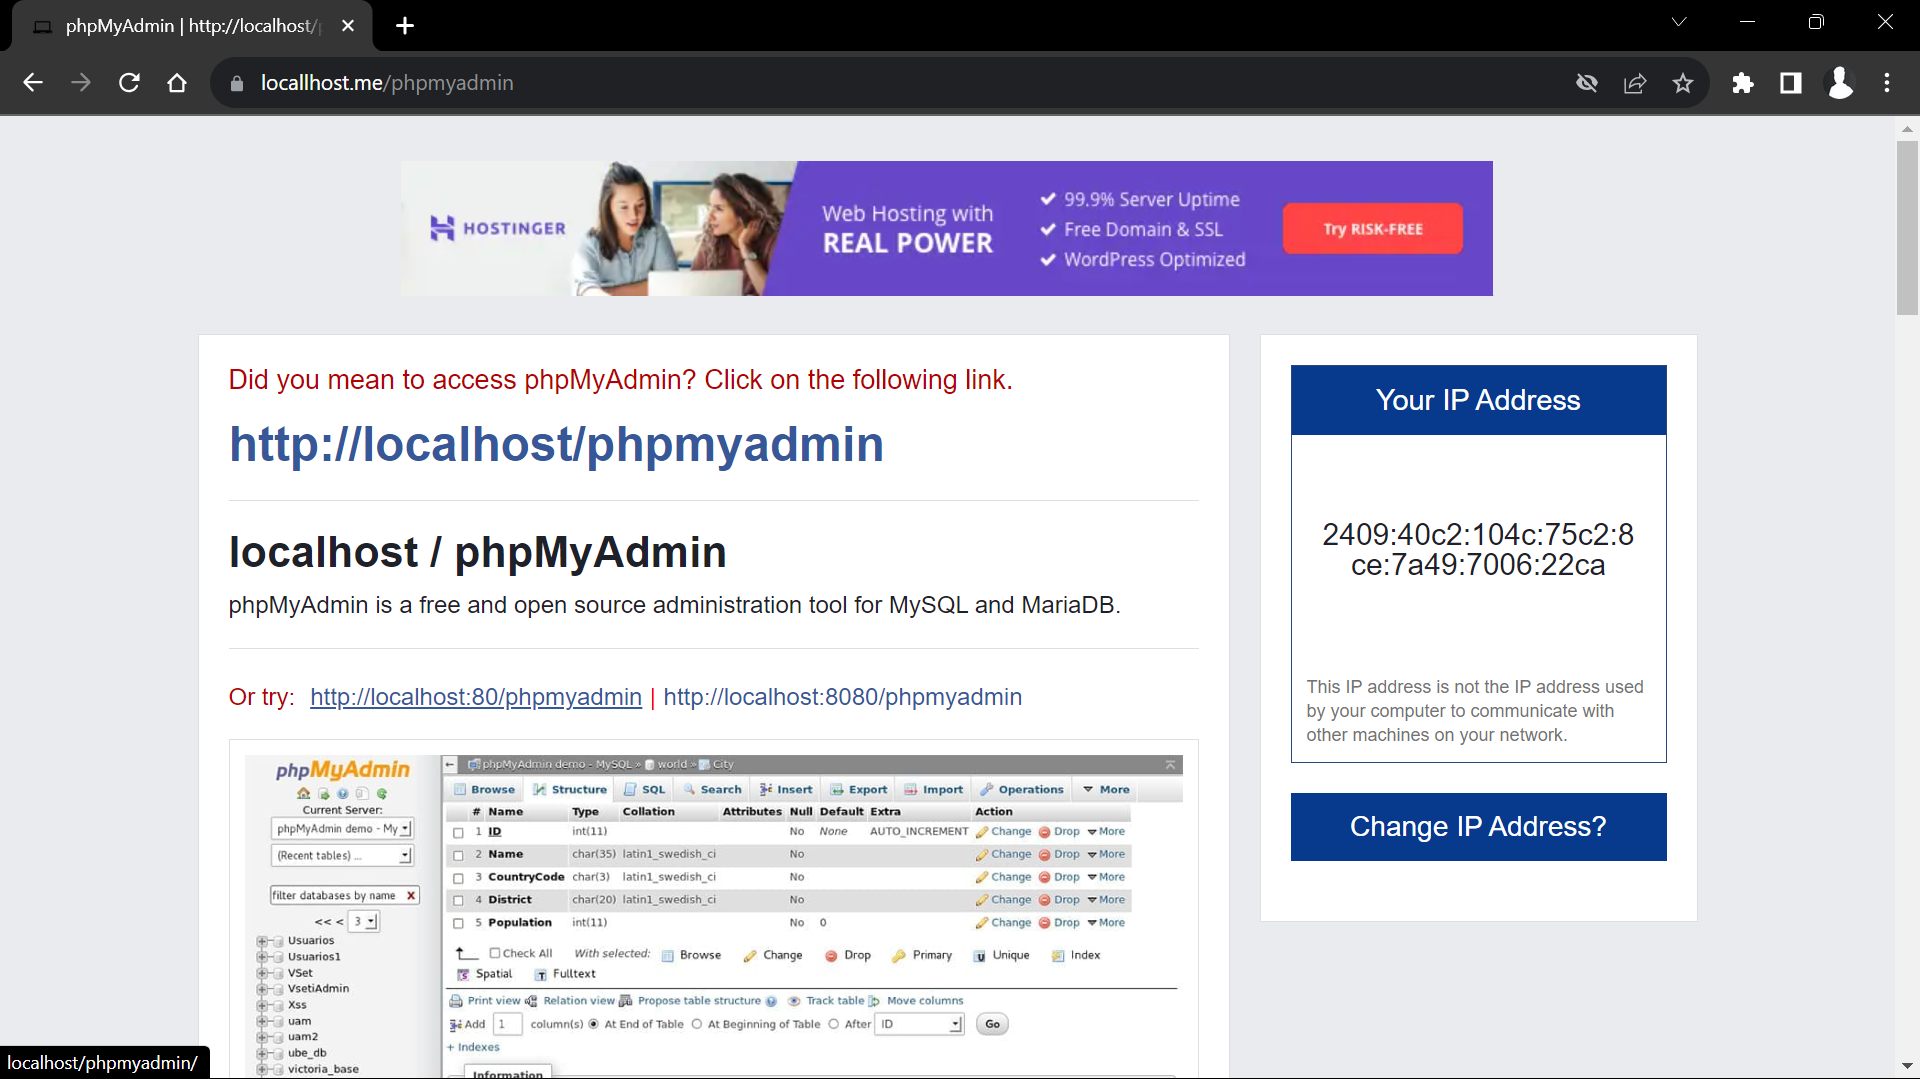 phpMyAdmin | http://localhost/p
locallhost.me/phpmyadmin
HOSTINGER
Web Hosting with
REAL POWER
99.9% Server Uptime
Free Domain & SSL
WordPress Optimized
Try RISK-FREE
Did you mean to access phpMyAdmin? Click on the following link.
http://localhost/phpmyadmin
localhost / phpMyAdmin
phpMyAdmin is a free and open source administration tool for MySQL and MariaDB.
Or try: http://localhost:80/phpmyadmin | http://localhost:8080/phpmyadmin
Your IP Address
2409:40c2:104c:75c2:8
ce:7a49:7006:22ca
This IP address is not the IP address used
by your computer to communicate with
other machines on your network.
Change IP Address?
phpMyAdmin
Current Server:
phpMyAdmin demo - My
(Recent tables) ...
filter databases by name X
<< < 3
Usuarios
Usuarios1
VSet
VsetiAdmin
Xss
uam
uam2
ube_db
victoria_base
phpMyAdmin demo - MySQL » world » City
Browse Structure SQL Search Insert Export Import Operations More
# Name Type Collation Attributes Null Default Extra Action
1 ID int(11) No None AUTO_INCREMENT Change Drop More
2 Name char(35) latin1_swedish_ci No Change Drop More
3 CountryCode char(3) latin1_swedish_ci No Change Drop More
4 District char(20) latin1_swedish_ci No Change Drop More
5 Population int(11) No 0 Change Drop More
Check All With selected: Browse Change Drop Primary Unique Index
Spatial Fulltext
Print view Relation view Propose table structure Track table Move columns
Add 1 column(s) At End of Table At Beginning of Table After ID Go
+ Indexes
Information
localhost/phpmyadmin/